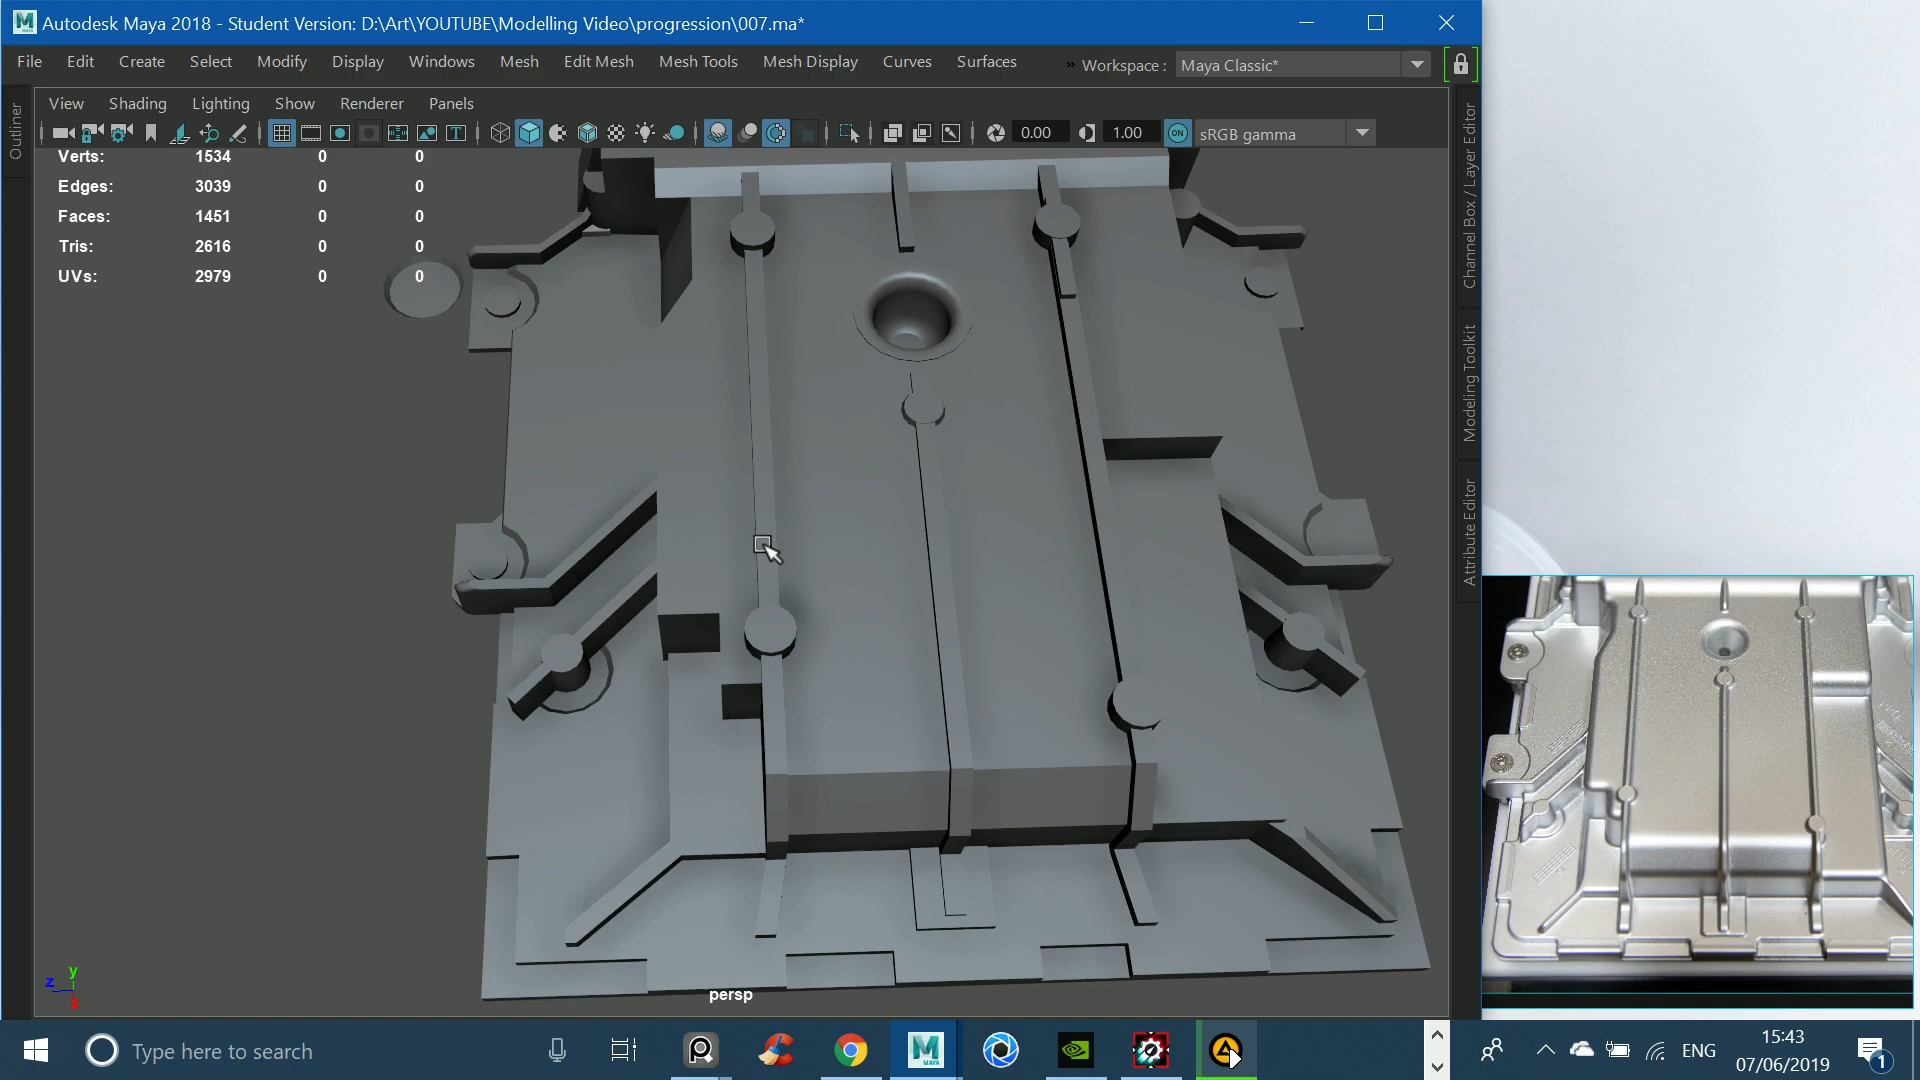 Autodesk Maya 2018 - Student Version: D:\Art\YOUTUBE\Modelling Video\progression\007.ma*
File Edit Create Select Modify Display Windows Mesh Edit Mesh Mesh Tools Mesh Display Curves Surfaces » Workspace : Maya Classic*
View Shading Lighting Show Renderer Panels
0.00 1.00 ON sRGB gamma
Outliner
Channel Box / Layer Editor
Modeling Toolkit
Attribute Editor
Verts: 1534 0 0
Edges: 3039 0 0
Faces: 1451 0 0
Tris: 2616 0 0
UVs: 2979 0 0
y
z
x
persp
Type here to search
MAYA
ENG
15:43
07/06/2019
1